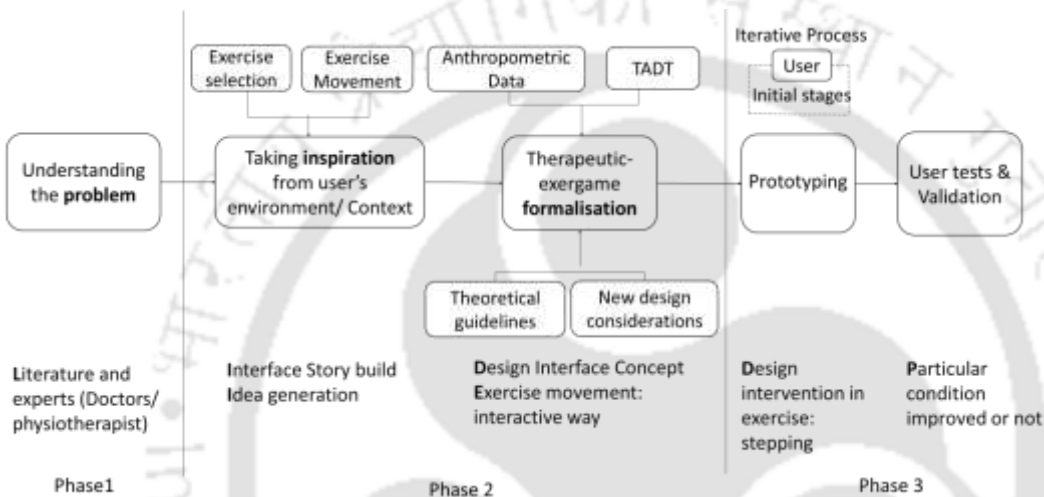 Iterative Process
Exercise
selection
Exercise
Movement
Anthropometric
Data
TADT
User
Initial stages
Understanding
the problem
Taking inspiration
from user's
environment/ Context
Therapeutic-
exergame
formalisation
Prototyping
User tests &
Validation
Theoretical
guidelines
New design
considerations
Literature and
experts (Doctors/
physiotherapist)
Interface Story build
Idea generation
Design Interface Concept
Exercise movement:
interactive way
Design
intervention in
exercise:
stepping
Particular
condition
improved or not
Phase1
Phase 2
Phase 3